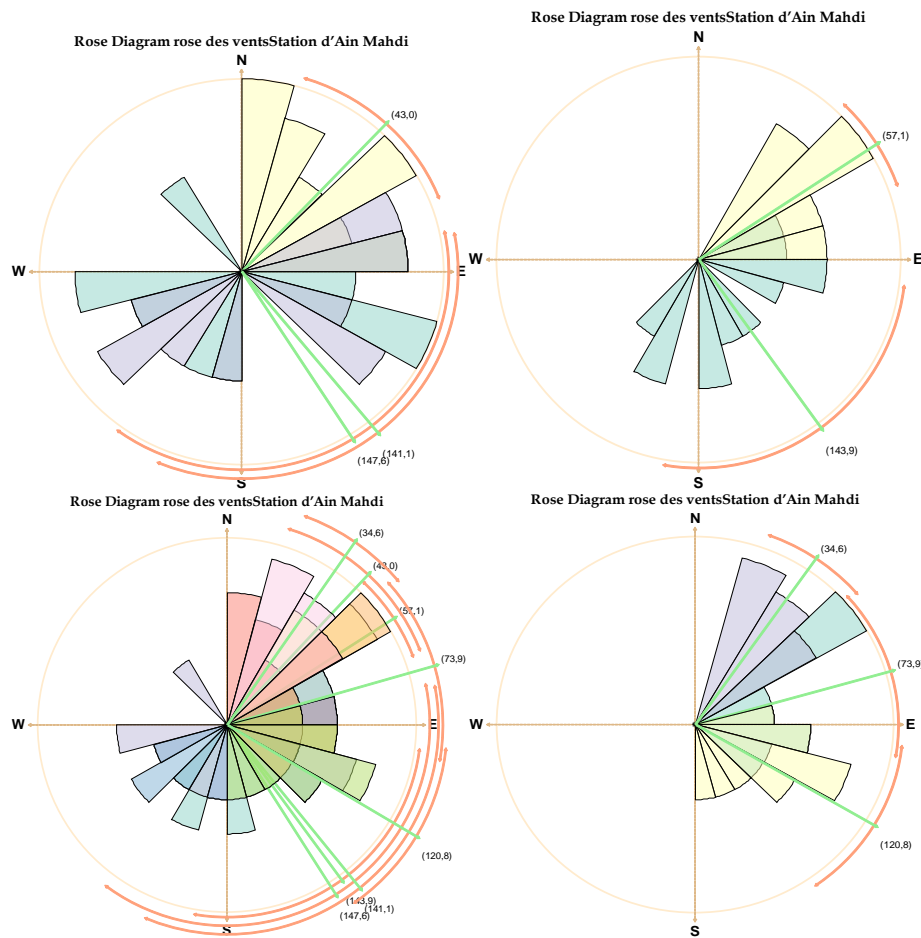 Rose Diagram rose des ventsStation d'Ain Mahdi
N
(43,0)
W
E
(141,1)
(147,6)
S
Rose Diagram rose des ventsStation d'Ain Mahdi
N
(57,1)
W
E
(143,9)
S
Rose Diagram rose des ventsStation d'Ain Mahdi
N
(34,6)
(43,0)
(57,1)
(73,9)
W
E
(120,8)
(143,9)
(141,1)
(147,6)
S
Rose Diagram rose des ventsStation d'Ain Mahdi
N
(34,6)
(73,9)
W
E
(120,8)
S